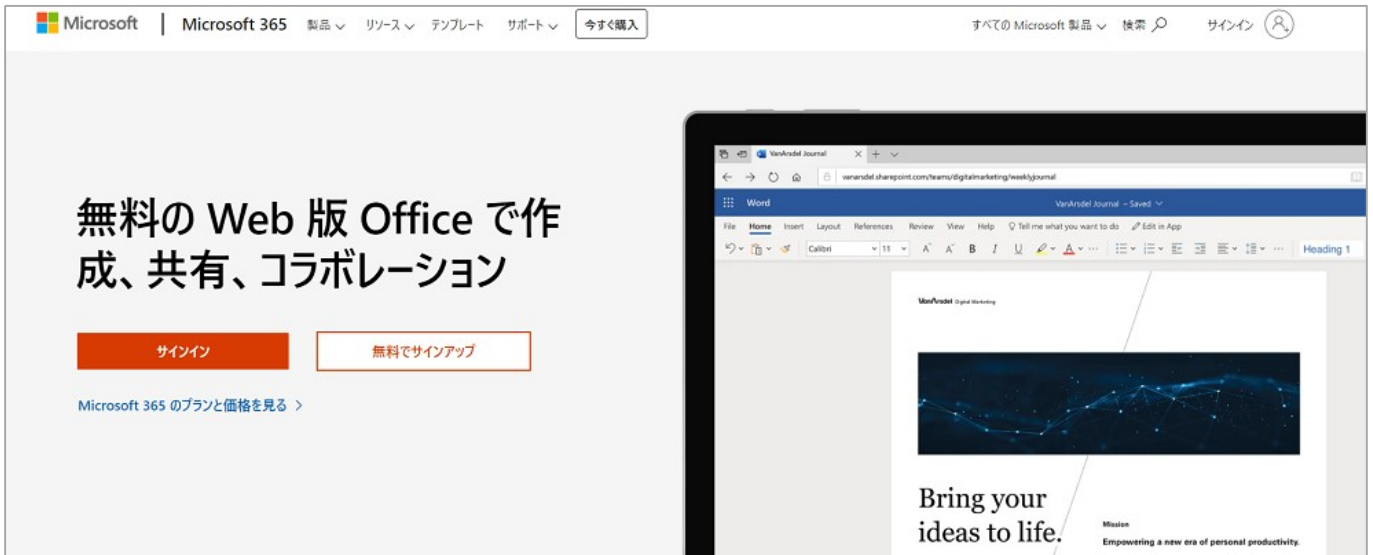 Microsoft | Microsoft 365 製品 リソース テンプレート サポート 今すぐ購入 すべての Microsoft 製品 検索 サインイン
無料の Web 版 Office で作
成、共有、コラボレーション
サインイン 無料でサインアップ
Microsoft 365 のプランと価格を見る >
VanArsdel Journal
vanarsdel.sharepoint.com/teams/digitalmarketing/weeklyjournal
Word VanArsdel Journal – Saved
File Home Insert Layout References Review View Help Tell me what you want to do Edit in App
Calibri 11 A A B I U A ... ... Heading 1
VanArsdel Digital Marketing
Bring your
ideas to life.
Mission
Empowering a new era of personal productivity.